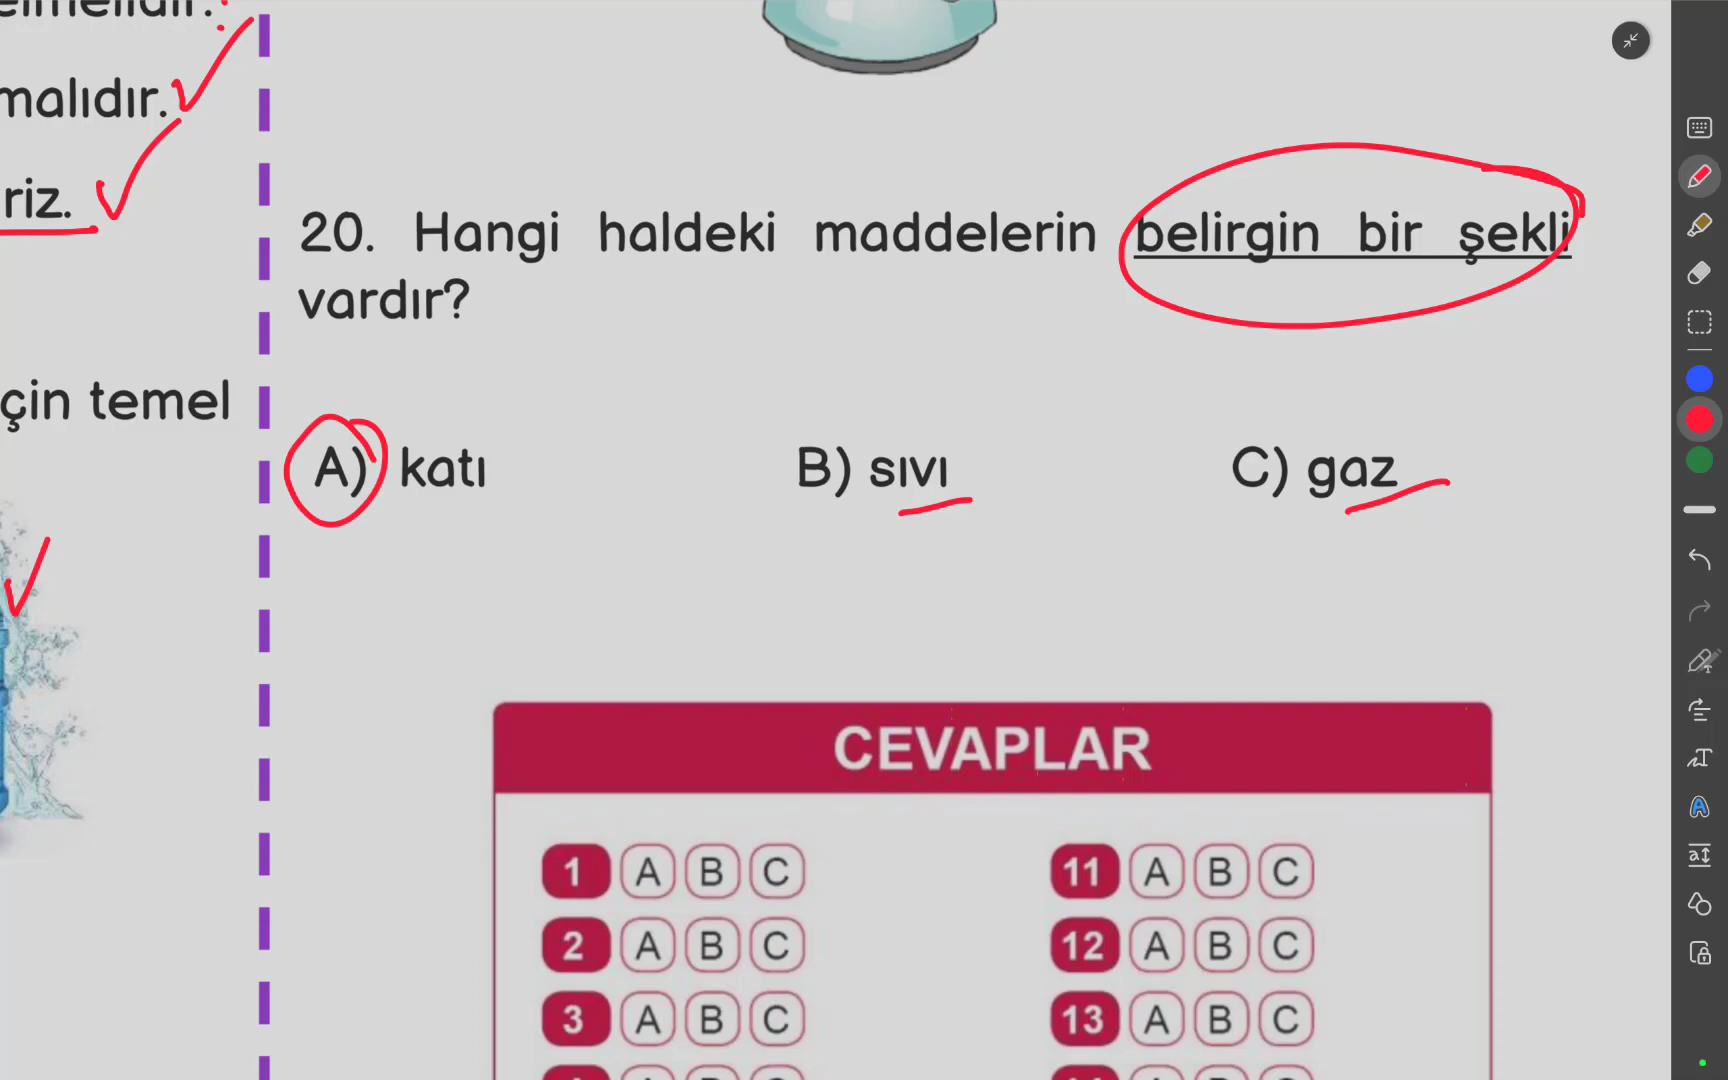 malıdır.
riz.
çin temel
20. Hangi haldeki maddelerin belirgin bir şekli
vardır?
A) katı B) sıvı C) gaz
CEVAPLAR
1 A B C 11 A B C
2 A B C 12 A B C
3 A B C 13 A B C